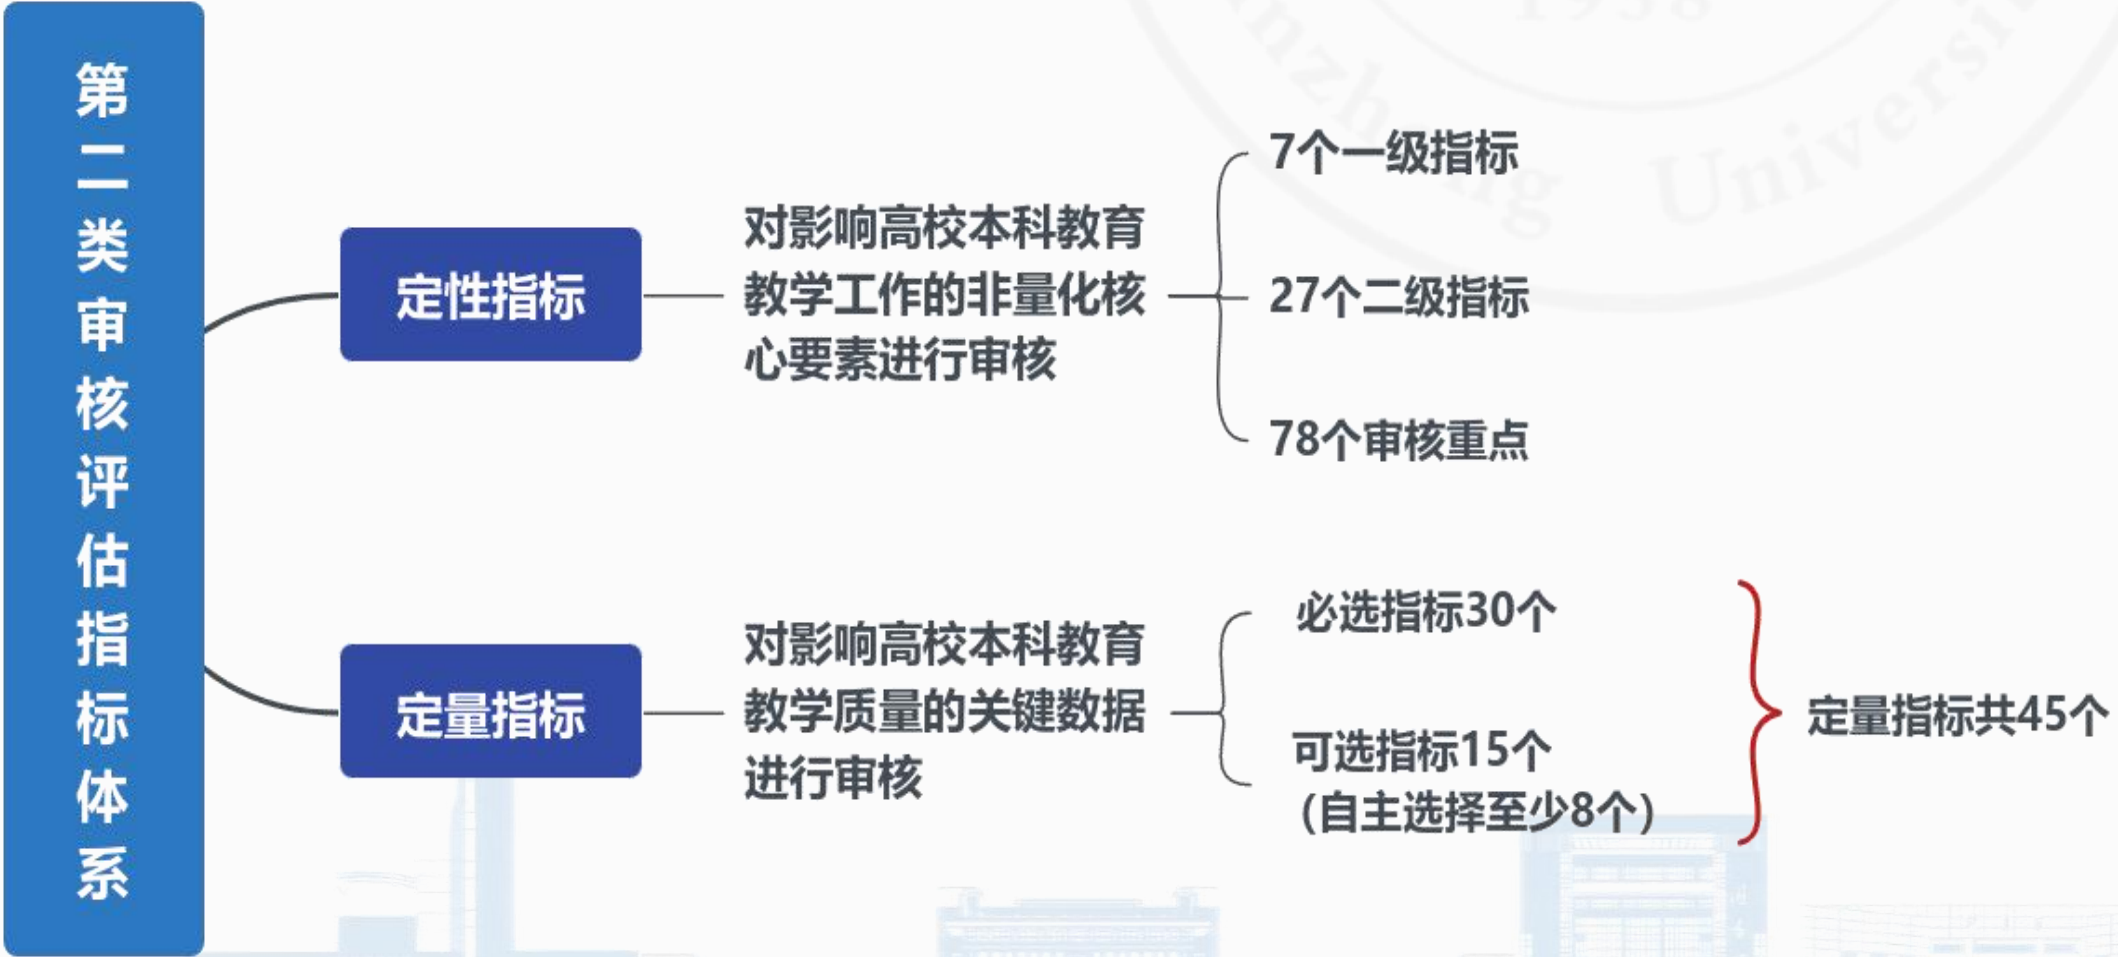 第二类审核评估指标体系
定性指标
对影响高校本科教育
教学工作的非量化核
心要素进行审核
7个一级指标
27个二级指标
78个审核重点
定量指标
对影响高校本科教育
教学质量的关键数据
进行审核
必选指标30个
可选指标15个
（自主选择至少8个）
定量指标共45个
University